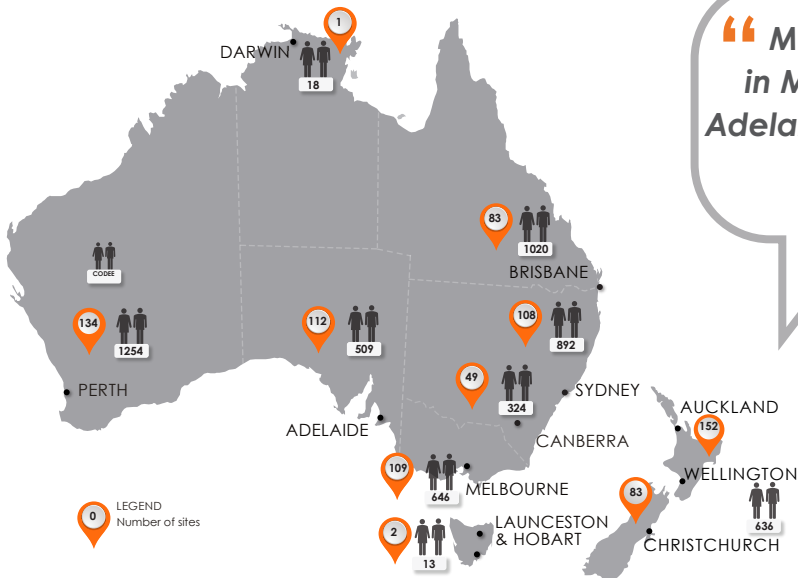 1
DARWIN
18
“ M
in M
Adela
83
1020
BRISBANE
CODEE
134
1254
112
509
108
892
49
324
PERTH
SYDNEY
ADELAIDE
CANBERRA
AUCKLAND
152
109
646
MELBOURNE
WELLINGTON
83
636
0
LEGEND
Number of sites
2
13
LAUNCESTON
& HOBART
CHRISTCHURCH